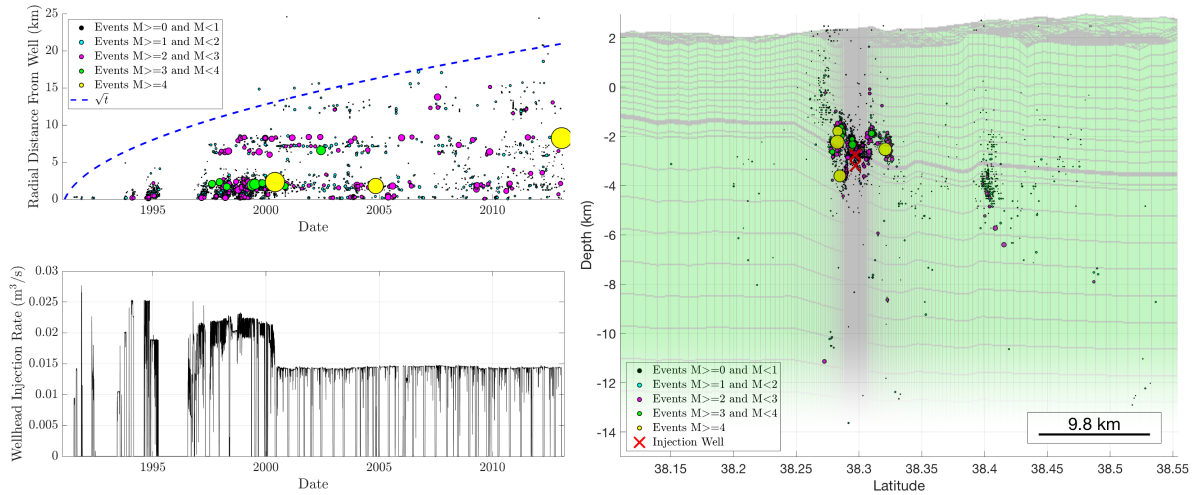 25
20
15
10
5
0
Radial Distance From Well (km)
Events M>=0 and M<1
Events M>=1 and M<2
Events M>=2 and M<3
Events M>=3 and M<4
Events M>=4
√t
1995
2000
2005
2010
Date
0.03
0.025
0.02
0.015
0.01
0.005
0
Wellhead Injection Rate (m³/s)
1995
2000
2005
2010
Date
2
0
-2
-4
-6
-8
-10
-12
-14
Depth (km)
Events M>=0 and M<1
Events M>=1 and M<2
Events M>=2 and M<3
Events M>=3 and M<4
Events M>=4
Injection Well
9.8 km
38.15
38.2
38.25
38.3
38.35
38.4
38.45
38.5
38.55
Latitude